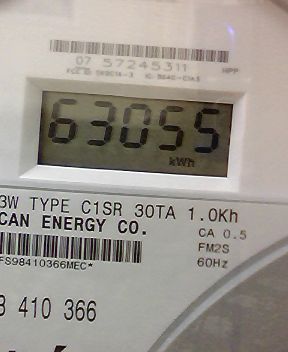 07 57245311
HPP
63055
kWh
3W TYPE C1SR 30TA 1.0Kh
CAN ENERGY CO.
CA 0.5
FM2S
60Hz
FS98410366MEC*
410 366